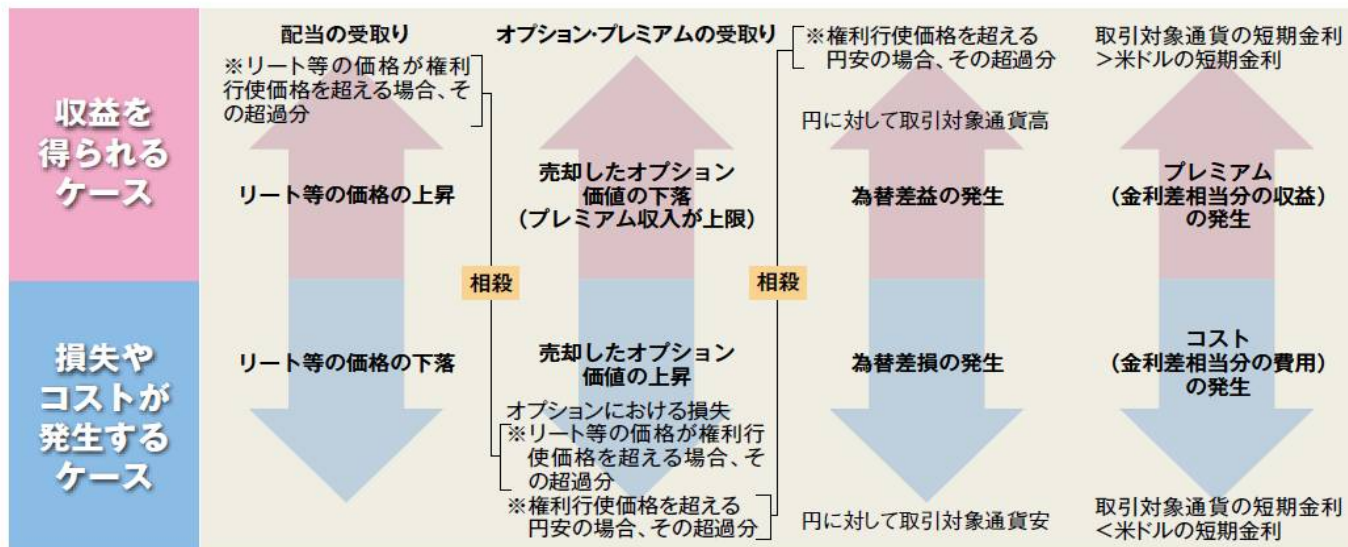 収益を
得られる
ケース
配当の受取り
※リート等の価格が権利
行使価格を超える場合、そ
の超過分
リート等の価格の上昇
オプション・プレミアムの受取り
売却したオプション
価値の下落
(プレミアム収入が上限)
※権利行使価格を超える
円安の場合、その超過分
円に対して取引対象通貨高
為替差益の発生
取引対象通貨の短期金利
>米ドルの短期金利
プレミアム
(金利差相当分の収益)
の発生
相殺
相殺
損失や
コストが
発生する
ケース
リート等の価格の下落
売却したオプション
価値の上昇
オプションにおける損失
※リート等の価格が権利行
使価格を超える場合、そ
の超過分
※権利行使価格を超える
円安の場合、その超過分
為替差損の発生
円に対して取引対象通貨安
コスト
(金利差相当分の費用)
の発生
取引対象通貨の短期金利
<米ドルの短期金利